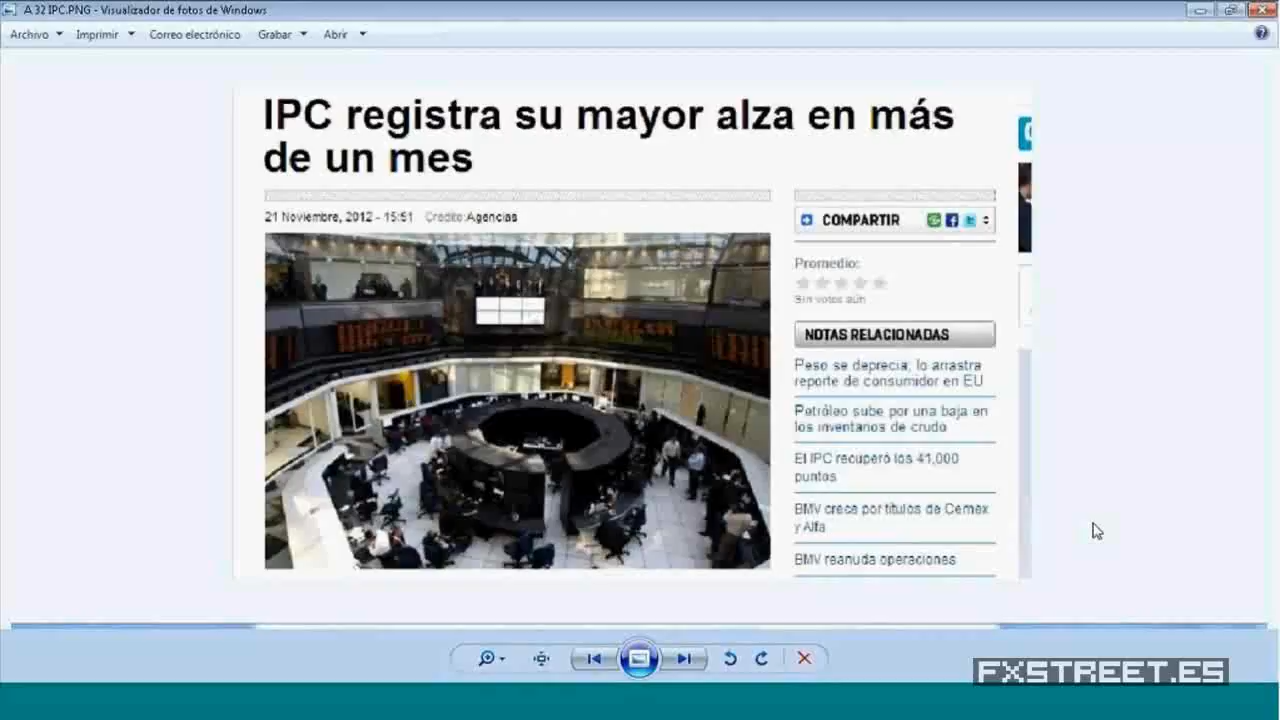 A 32 IPC.PNG - Visualizador de fotos de Windows
Archivo Imprimir Correo electrónico Grabar Abrir
IPC registra su mayor alza en más
de un mes
21 Noviembre, 2012 - 15:51 Crédito:Agencias
COMPARTIR
Promedio:
Sin votos aún
NOTAS RELACIONADAS
Peso se deprecia; lo arrastra
reporte de consumidor en EU
Petróleo sube por una baja en
los inventarios de crudo
El IPC recuperó los 41,000
puntos
BMV crece por títulos de Cemex
y Alfa
BMV reanuda operaciones
FXSTREET.ES